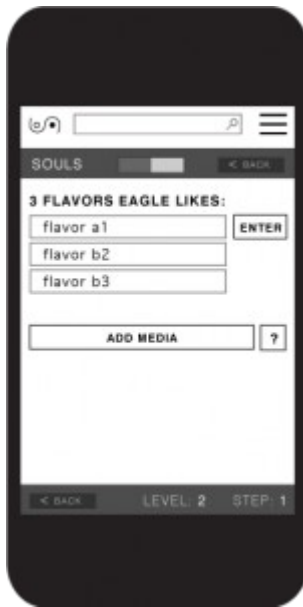 SOULS < BACK
3 FLAVORS EAGLE LIKES:
flavor a1 ENTER
flavor b2
flavor b3
ADD MEDIA ?
< BACK LEVEL: 2 STEP: 1